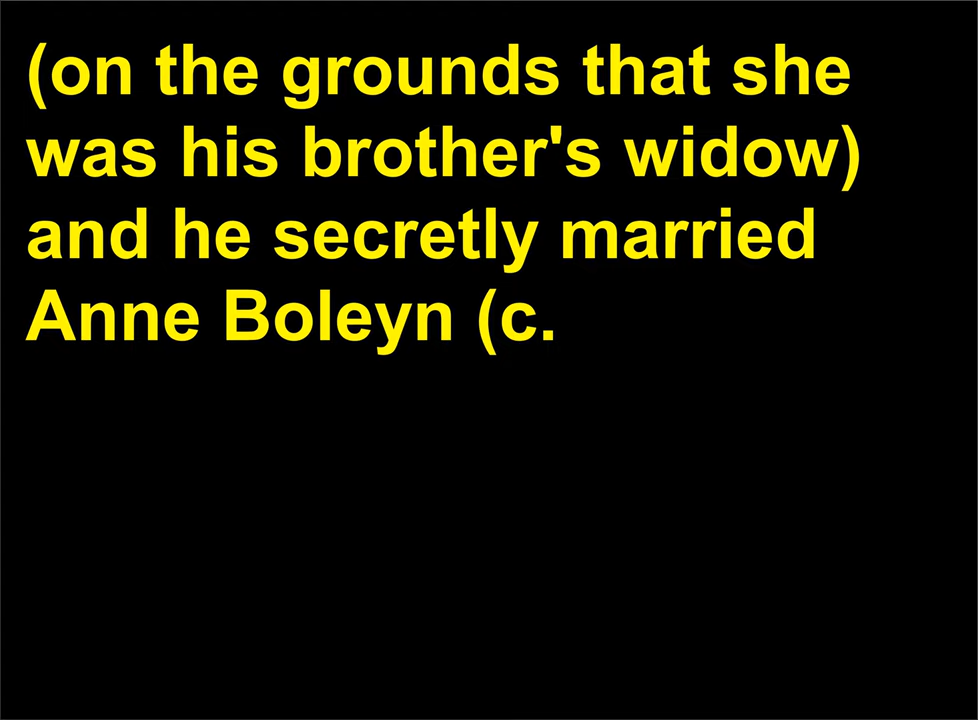 (on the grounds that she
was his brother's widow)
and he secretly married
Anne Boleyn (c.